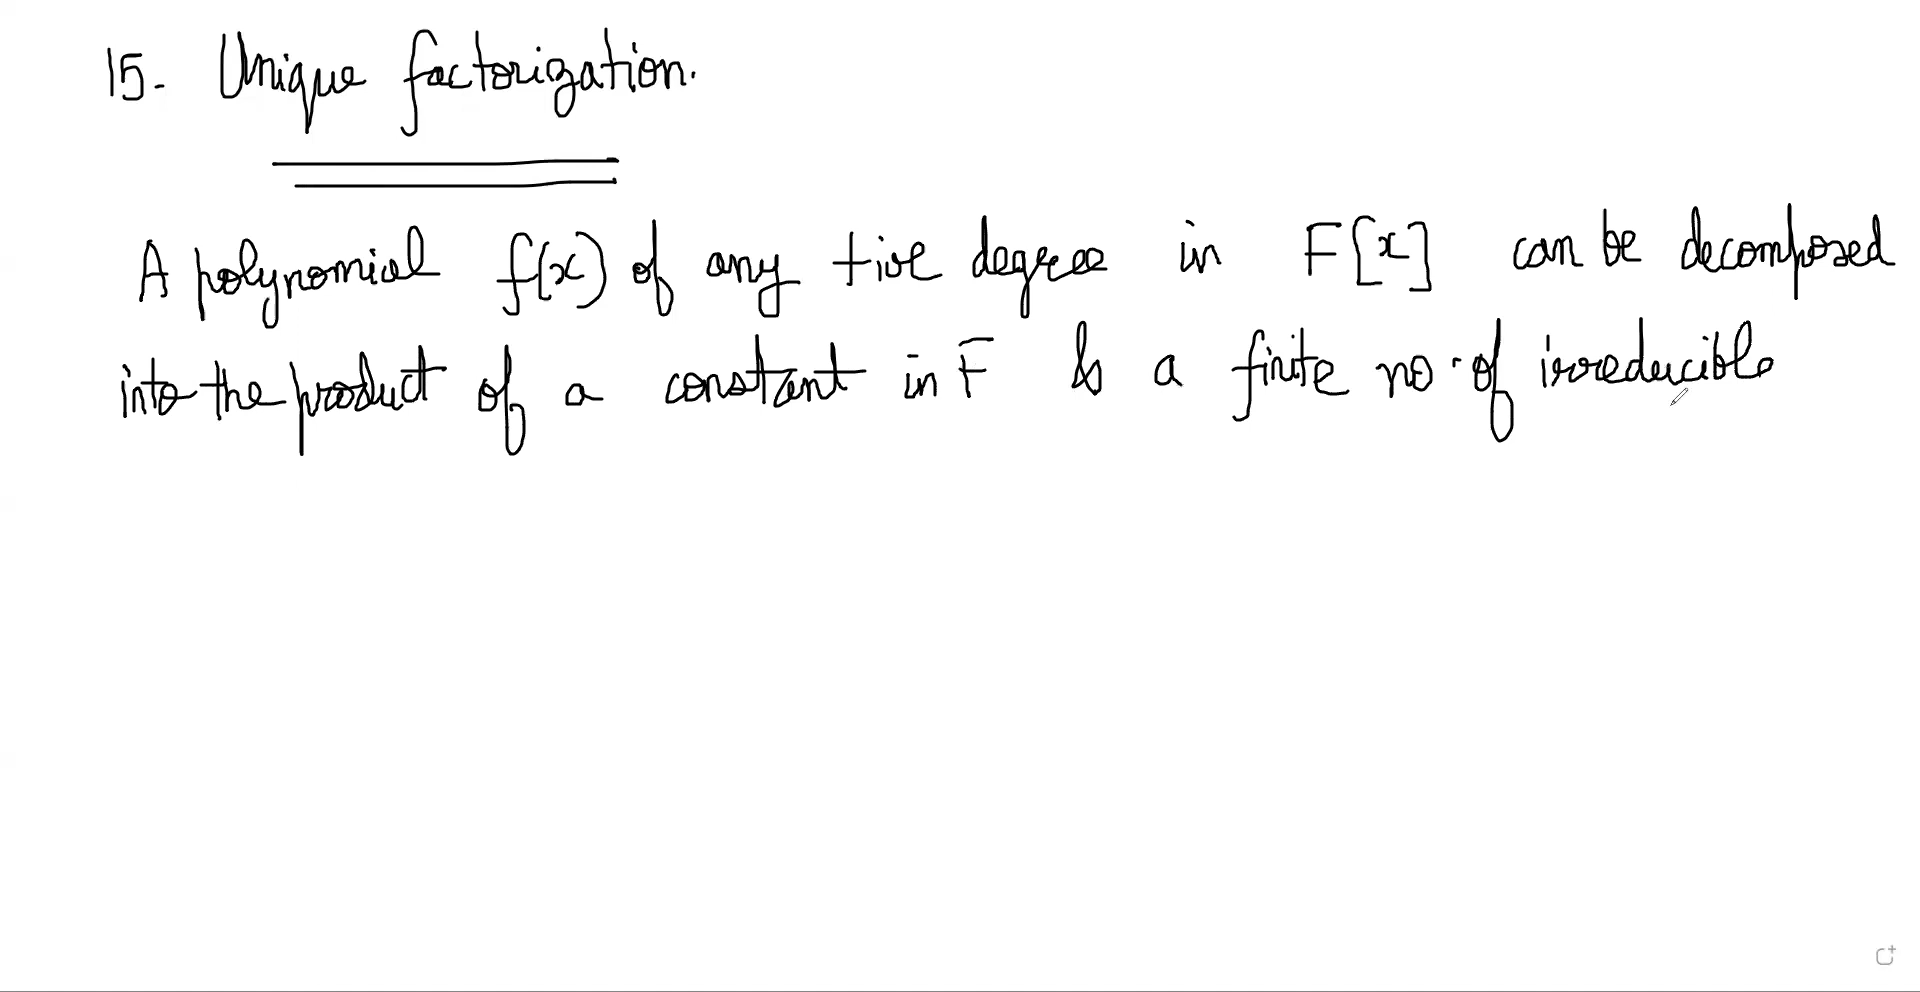 15. Unique factorization.
A polynomial f(x) of any +ive degree in F[x] can be decomposed
into the product of a constant in F & a finite no. of irreducible